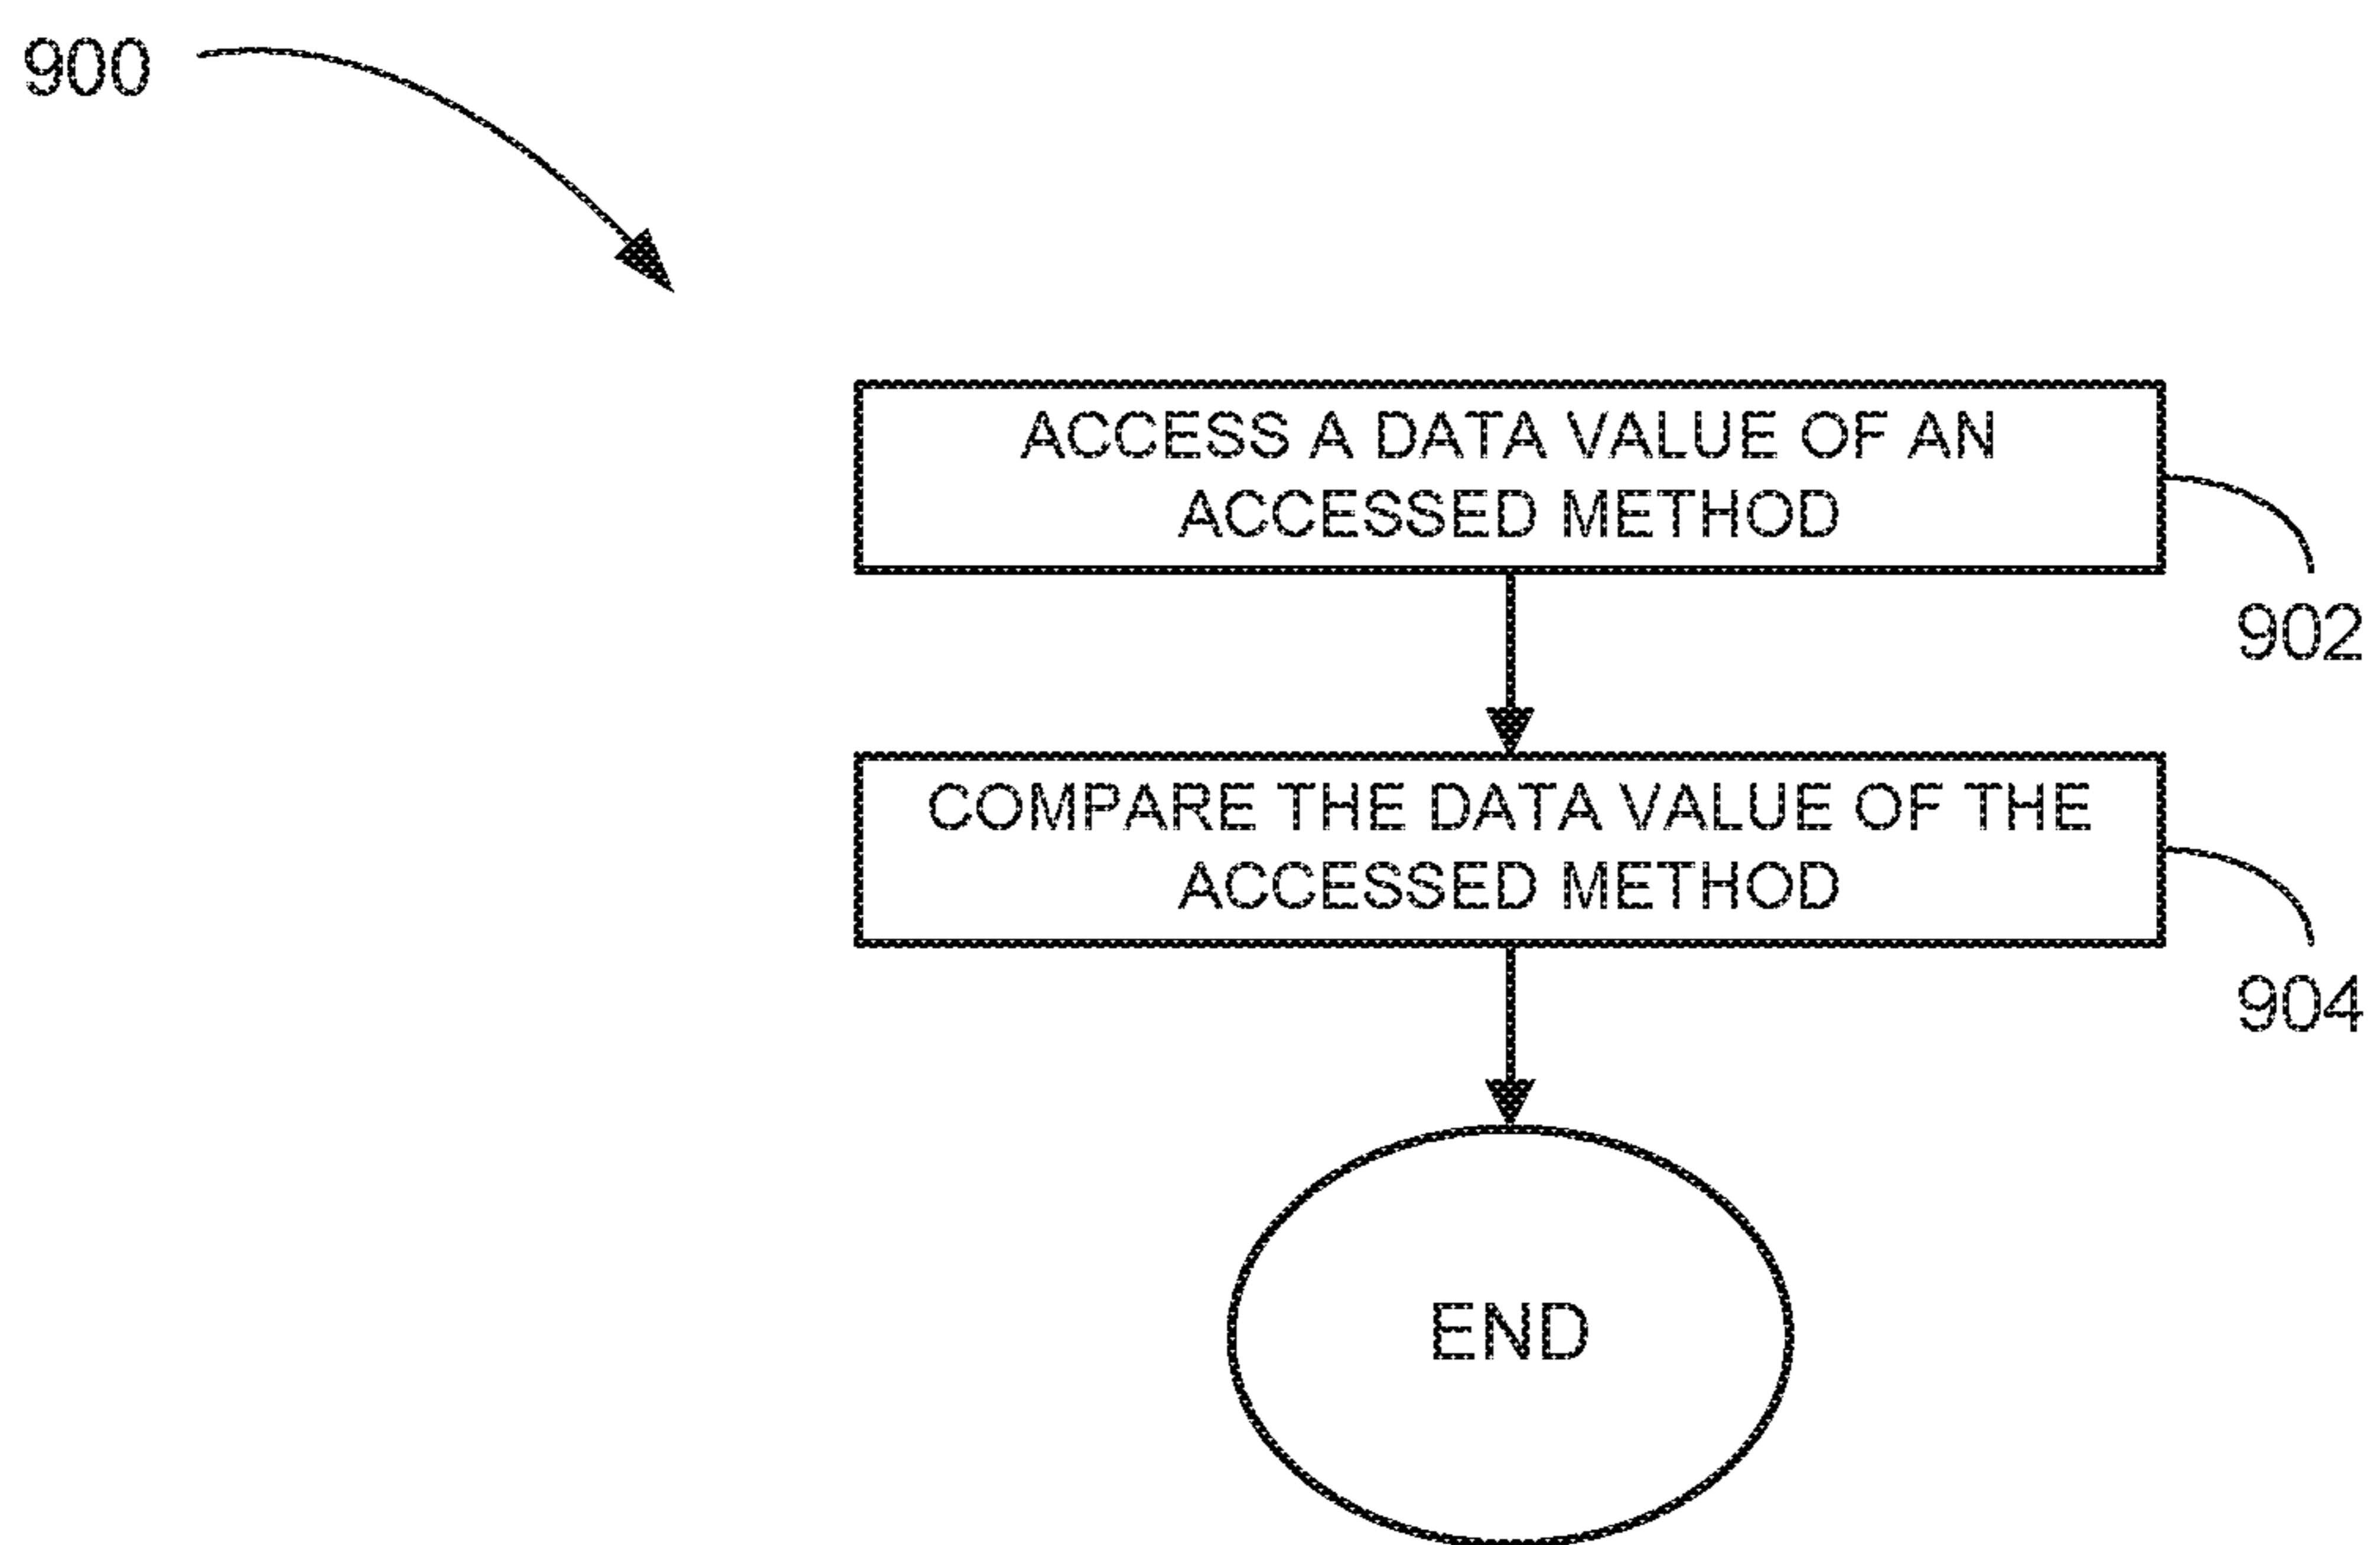 900
ACCESS A DATA VALUE OF AN
ACCESSED METHOD
902
COMPARE THE DATA VALUE OF THE
ACCESSED METHOD
904
END